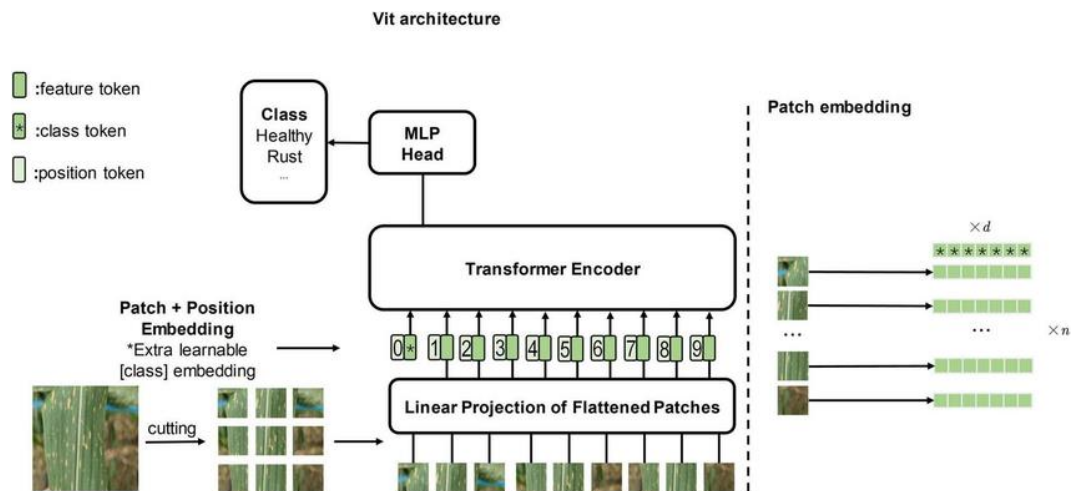 Vit architecture
:feature token
:class token
:position token
*
Class
Healthy
Rust
...
MLP
Head
Transformer Encoder
Patch + Position
Embedding
*Extra learnable
[class] embedding
0 * 1 2 3 4 5 6 7 8 9
Linear Projection of Flattened Patches
cutting
Patch embedding
× d
* * * * * * *
... ...
× n